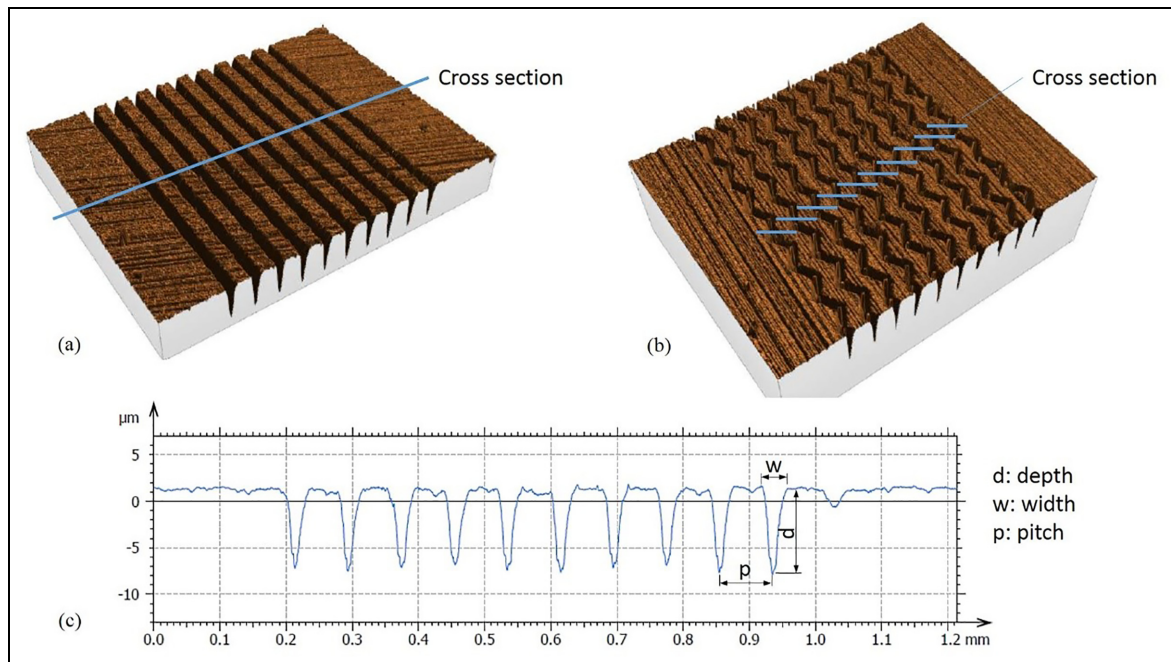 Cross section
Cross section
(a)
(b)
µm
5
0
-5
-10
w
d
p
d: depth
w: width
p: pitch
(c)
0.0 0.1 0.2 0.3 0.4 0.5 0.6 0.7 0.8 0.9 1.0 1.1 1.2 mm